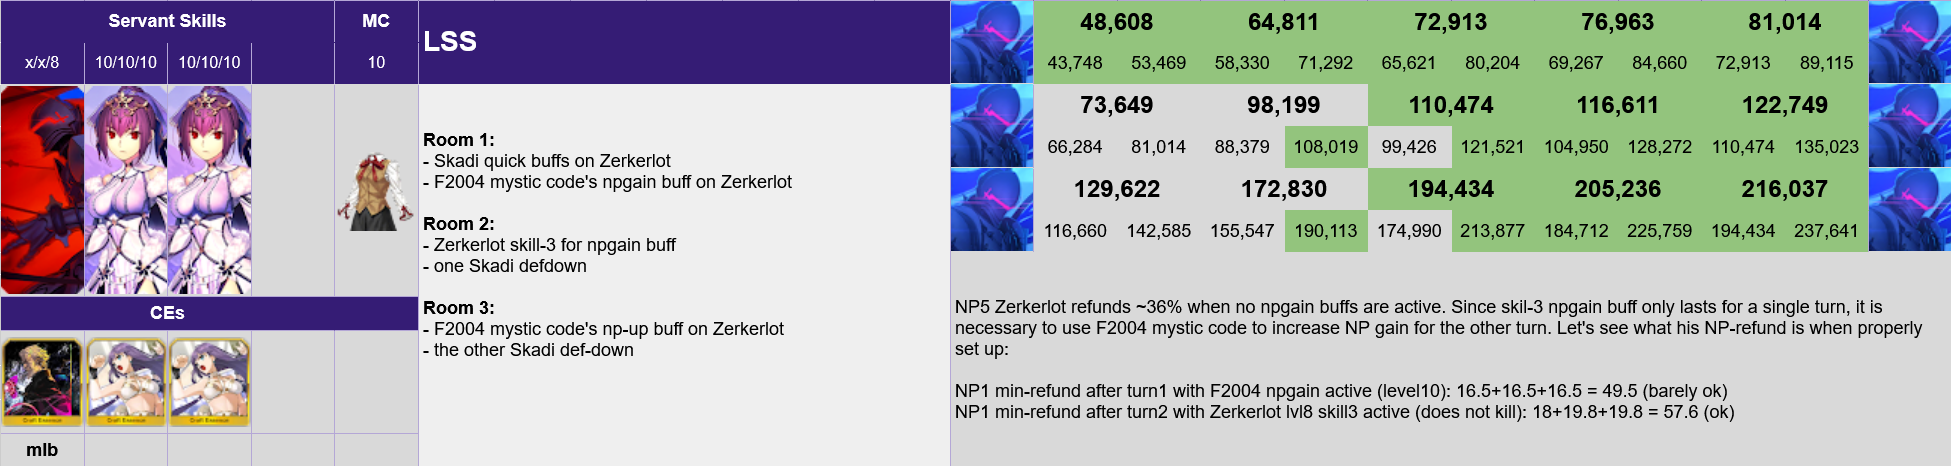 Servant Skills
MC
x/x/8
10/10/10
10/10/10
10
LSS
Room 1:
- Skadi quick buffs on Zerkerlot
- F2004 mystic code's npgain buff on Zerkerlot
Room 2:
- Zerkerlot skill-3 for npgain buff
- one Skadi defdown
Room 3:
- F2004 mystic code's np-up buff on Zerkerlot
- the other Skadi def-down
CEs
mlb
48,608 64,811 72,913 76,963 81,014
43,748 53,469 58,330 71,292 65,621 80,204 69,267 84,660 72,913 89,115
73,649 98,199 110,474 116,611 122,749
66,284 81,014 88,379 108,019 99,426 121,521 104,950 128,272 110,474 135,023
129,622 172,830 194,434 205,236 216,037
116,660 142,585 155,547 190,113 174,990 213,877 184,712 225,759 194,434 237,641
NP5 Zerkerlot refunds ~36% when no npgain buffs are active. Since skil-3 npgain buff only lasts for a single turn, it is
necessary to use F2004 mystic code to increase NP gain for the other turn. Let's see what his NP-refund is when properly
set up:
NP1 min-refund after turn1 with F2004 npgain active (level10): 16.5+16.5+16.5 = 49.5 (barely ok)
NP1 min-refund after turn2 with Zerkerlot lvl8 skill3 active (does not kill): 18+19.8+19.8 = 57.6 (ok)